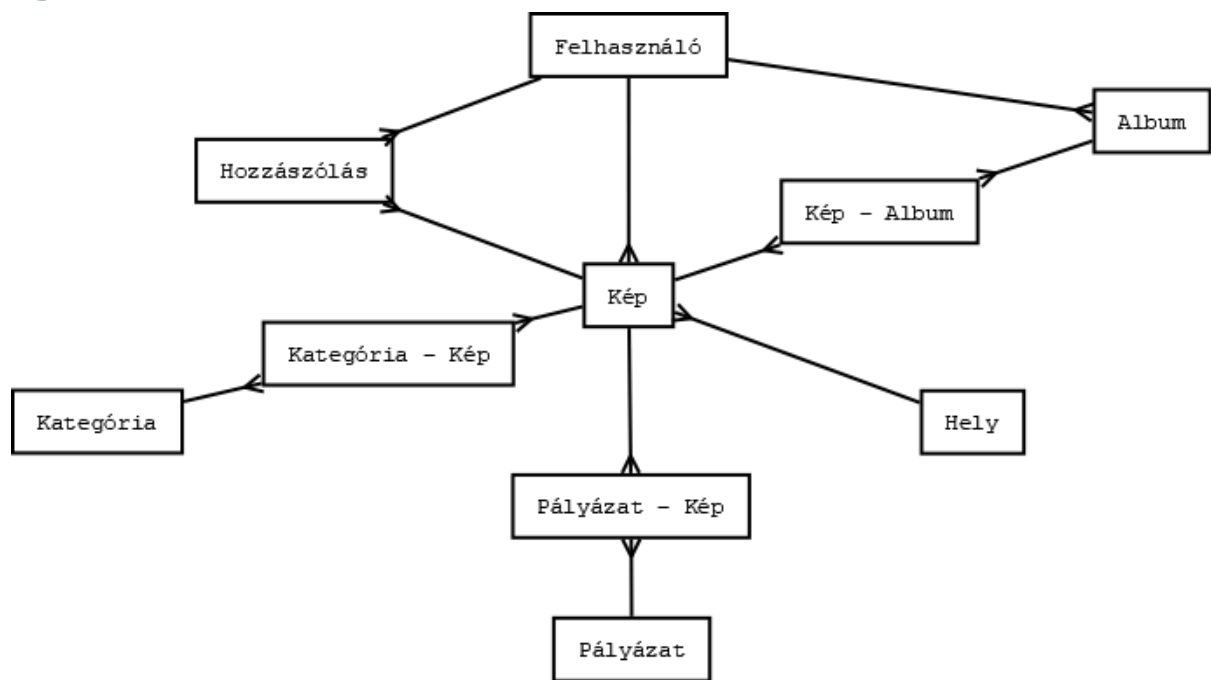 Felhasználó
Album
Hozzászólás
Kép – Album
Kép
Kategória – Kép
Kategória
Hely
Pályázat – Kép
Pályázat